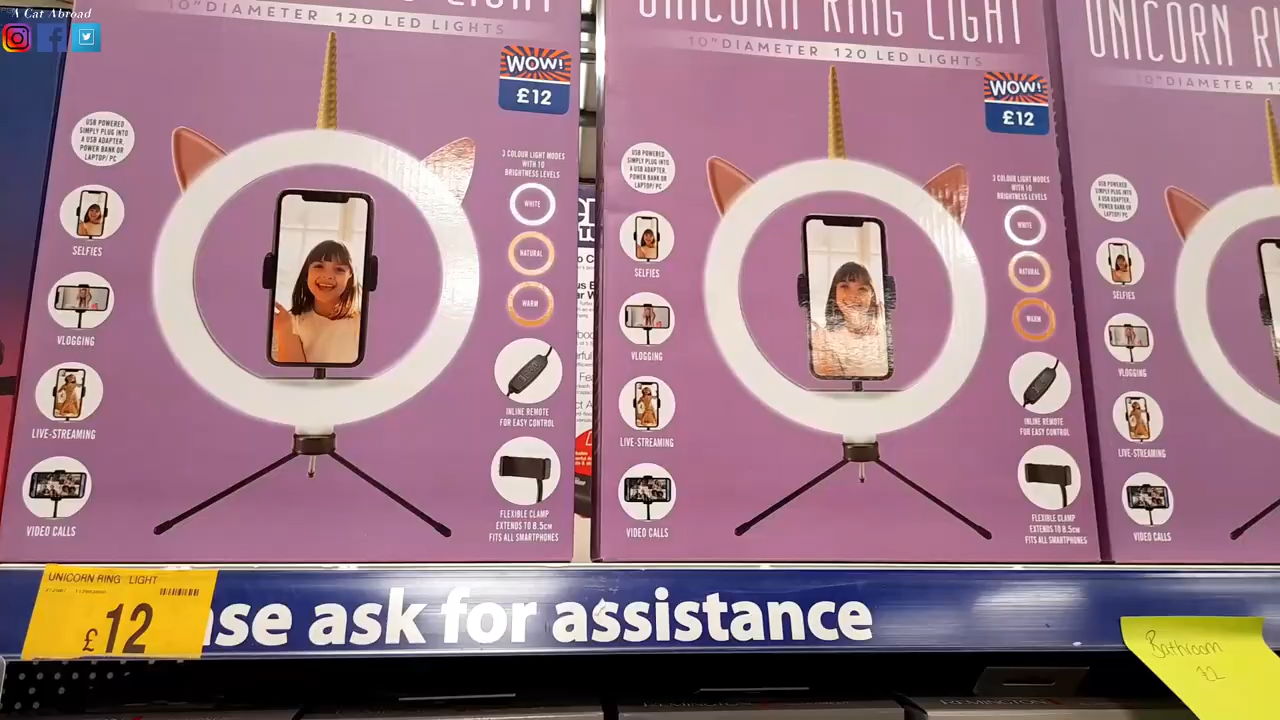 A Cat Abroad
10" DIAMETER 120 LED LIGHTS
WOW!
£12
USB POWERED
SIMPLY PLUG INTO
A USB ADAPTER,
POWER BANK OR
LAPTOP/ PC
SELFIES
VLOGGING
LIVE-STREAMING
VIDEO CALLS
3 COLOUR LIGHT MODES
WITH 10
BRIGHTNESS LEVELS
WHITE
NATURAL
WARM
INLINE REMOTE
FOR EASY CONTROL
FLEXIBLE CLAMP
EXTENDS TO 8.5cm
FITS ALL SMARTPHONES
UNICORN RING LIGHT
10" DIAMETER 120 LED LIGHTS
WOW!
£12
USB POWERED
SIMPLY PLUG INTO
A USB ADAPTER,
POWER BANK OR
LAPTOP/ PC
SELFIES
VLOGGING
LIVE-STREAMING
VIDEO CALLS
3 COLOUR LIGHT MODES
WITH 10
BRIGHTNESS LEVELS
WHITE
NATURAL
WARM
INLINE REMOTE
FOR EASY CONTROL
FLEXIBLE CLAMP
EXTENDS TO 8.5cm
FITS ALL SMARTPHONES
UNICORN RI
10" DIAMETER 1
USB POWERED
SIMPLY PLUG INTO
A USB ADAPTER,
POWER BANK OR
LAPTOP/ PC
SELFIES
VLOGGING
LIVE-STREAMING
VIDEO CALLS
UNICORN RING LIGHT
£12
se ask for assistance
Bathroom
REMINGTON
REMINGTON